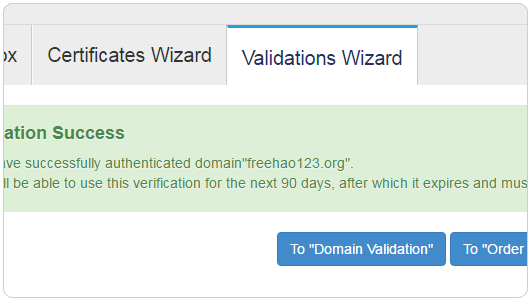 ox Certificates Wizard Validations Wizard
ation Success
ave successfully authenticated domain"freehao123.org".
ll be able to use this verification for the next 90 days, after which it expires and mus
To "Domain Validation" To "Order